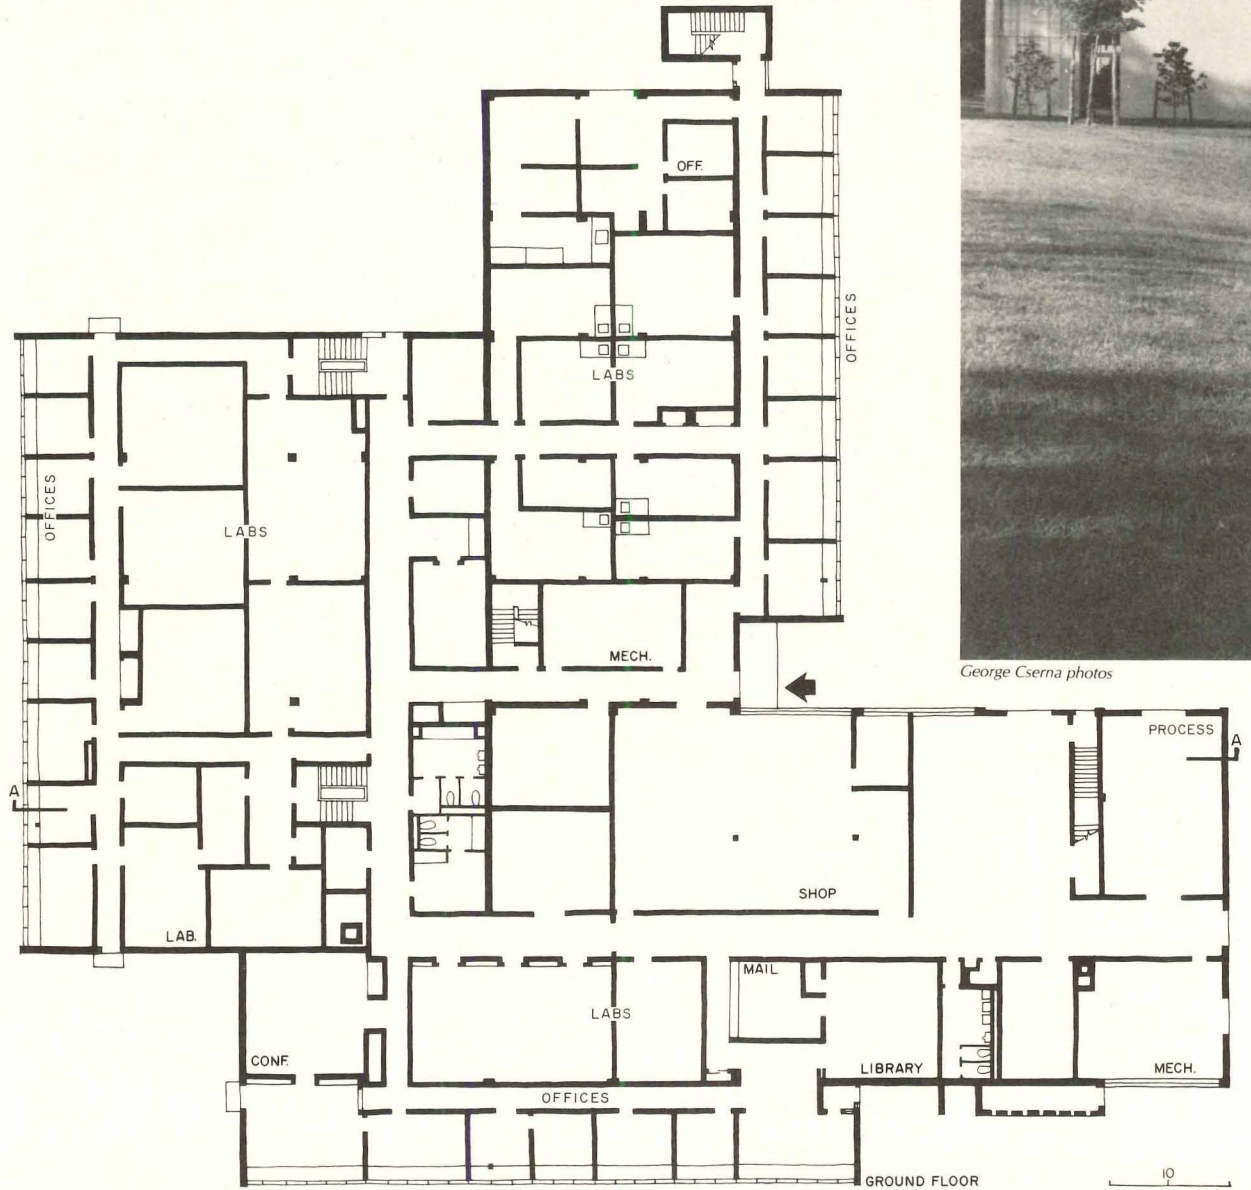 OFF.
OFFICES
LABS
OFFICES
LABS
MECH.
George Cserna photos
PROCESS
A
A
SHOP
LAB.
MAIL
LABS
CONF.
LIBRARY
MECH.
OFFICES
GROUND FLOOR
10